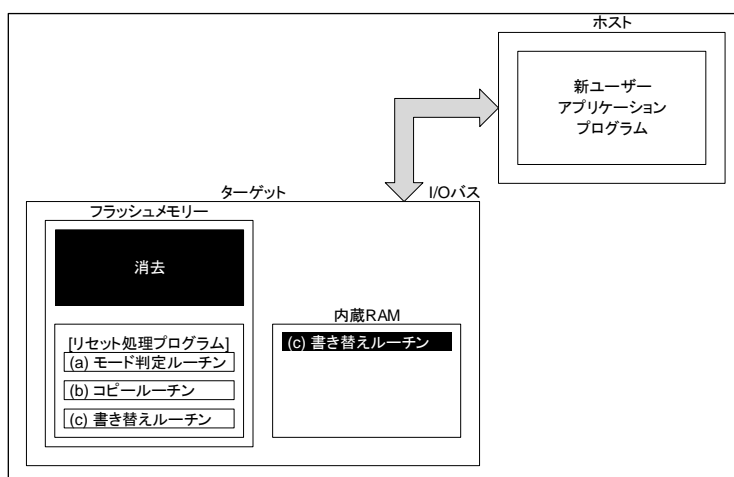 ホスト
新ユーザー
アプリケーション
プログラム
I/Oバス
ターゲット
フラッシュメモリー
消去
[リセット処理プログラム]
(a) モード判定ルーチン
(b) コピールーチン
(c) 書き替えルーチン
内蔵RAM
(c) 書き替えルーチン